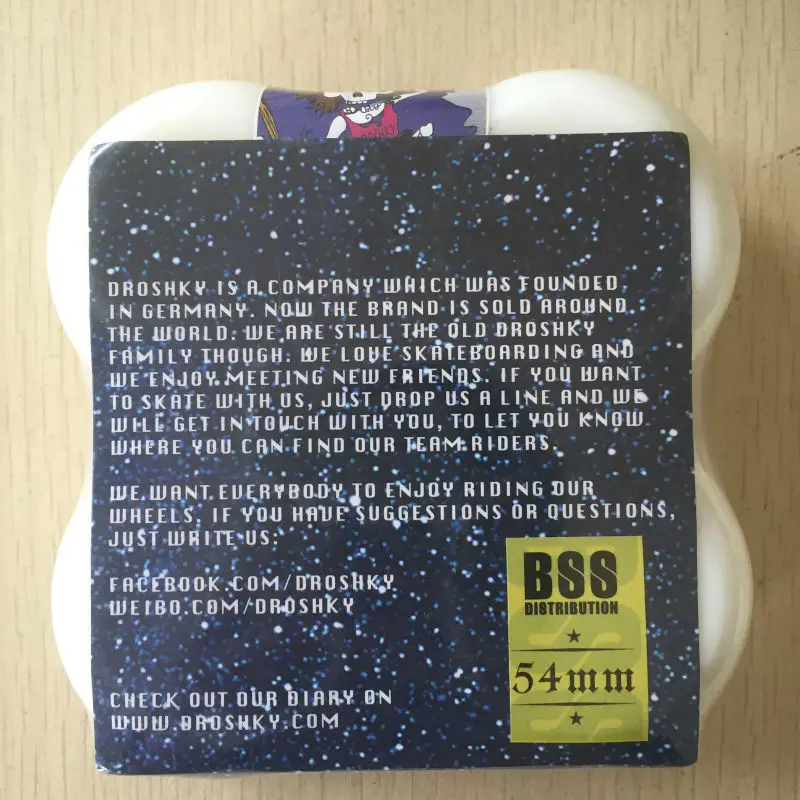 DROSHKY
DROSHKY IS A COMPANY WHICH WAS FOUNDED
IN GERMANY. NOW THE BRAND IS SOLD AROUND
THE WORLD. WE ARE STILL THE OLD DROSHKY
FAMILY THOUGH. WE LOVE SKATEBOARDING AND
WE ENJOY MEETING NEW FRIENDS. IF YOU WANT
TO SKATE WITH US, JUST DROP US A LINE AND WE
WILL GET IN TOUCH WITH YOU, TO LET YOU KNOW
WHERE YOU CAN FIND OUR TEAM RIDERS.
WE WANT EVERYBODY TO ENJOY RIDING OUR
WHEELS. IF YOU HAVE SUGGESTIONS OR QUESTIONS,
JUST WRITE US:
FACEBOOK.COM/DROSHKY
WEIBO.COM/DROSHKY
BSS
DISTRIBUTION
54mm
CHECK OUT OUR DIARY ON
WWW.DROSHKY.COM